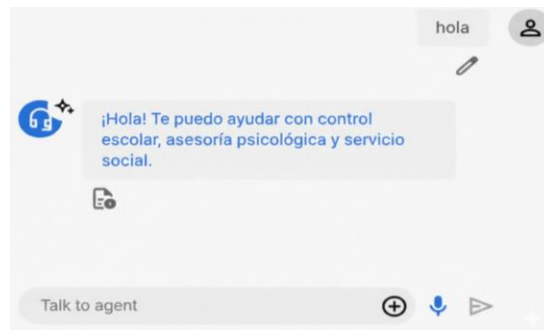 hola
¡Hola! Te puedo ayudar con control
escolar, asesoría psicológica y servicio
social.
Talk to agent